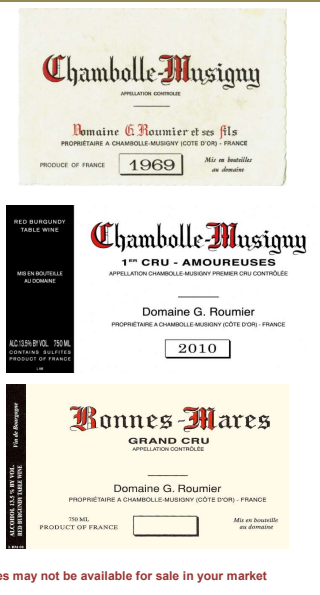 Chambolle-Musigny
APPELLATION CONTROLÉE
Domaine G. Roumier et ses fils
PROPRIÉTAIRE A CHAMBOLLE-MUSIGNY (COTE D'OR) - FRANCE
PRODUCE OF FRANCE
1969
Mis en bouteilles
au domaine
RED BURGUNDY
TABLE WINE
MIS EN BOUTEILLE
AU DOMAINE
ALC.13.5% BY VOL. 750 ML
CONTAINS SULFITES
PRODUCT OF FRANCE
Chambolle-Musigny
1ER CRU - AMOUREUSES
APPELLATION CHAMBOLLE-MUSIGNY PREMIER CRU CONTRÔLÉE
Domaine G. Roumier
PROPRIÉTAIRE A CHAMBOLLE-MUSIGNY (CÔTE D'OR) - FRANCE
2010
Vin de Bourgogne
ALCOHOL 13.5 % BY VOL.
RED BURGUNDY TABLE WINE
Bonnes-Mares
GRAND CRU
APPELLATION CONTRÔLÉE
Domaine G. Roumier
PROPRIÉTAIRE A CHAMBOLLE-MUSIGNY (CÔTE D'OR) - FRANCE
750 ML
PRODUCT OF FRANCE
Mis en bouteille
au domaine
es may not be available for sale in your market